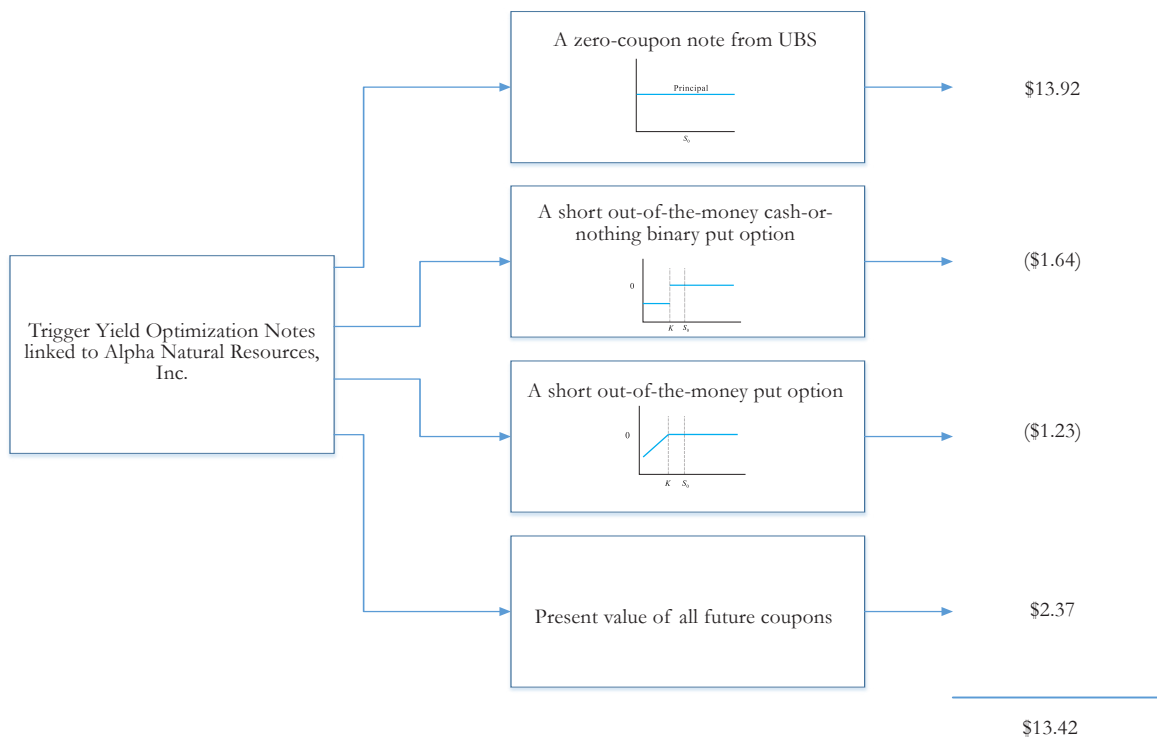 A zero-coupon note from UBS
Principal
S₀
$13.92
A short out-of-the-money cash-or-
nothing binary put option
0
K
S₀
($1.64)
Trigger Yield Optimization Notes
linked to Alpha Natural Resources,
Inc.
A short out-of-the-money put option
0
K
S₀
($1.23)
Present value of all future coupons
$2.37
$13.42